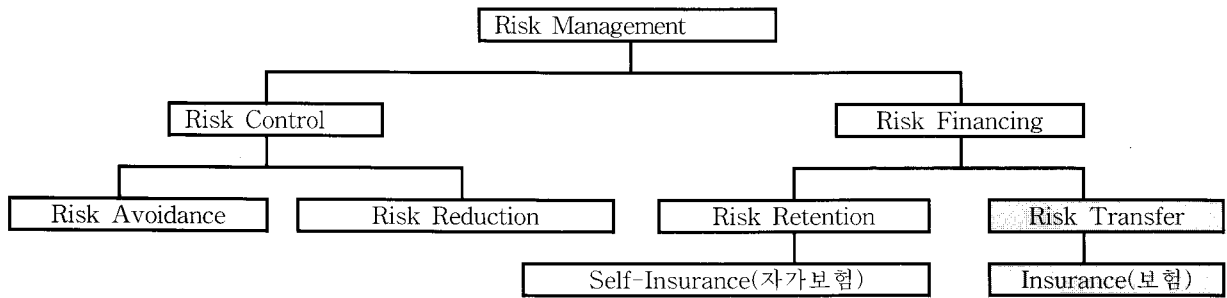 Risk Management
Risk Control
Risk Financing
Risk Avoidance
Risk Reduction
Risk Retention
Risk Transfer
Self-Insurance(자가보험)
Insurance(보험)